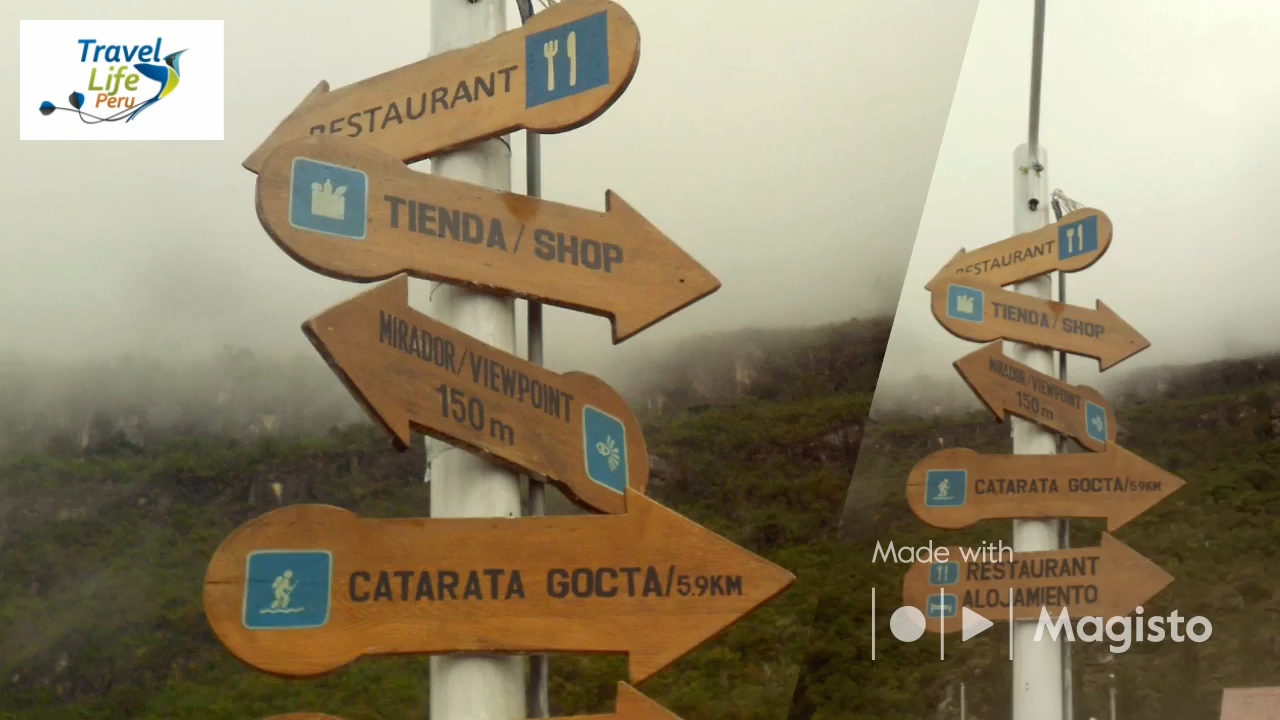 Travel
Life
Peru
RESTAURANT
TIENDA / SHOP
MIRADOR/VIEWPOINT
150 m
CATARATA GOCTA/5.9KM
RESTAURANT
TIENDA / SHOP
MIRADOR/VIEWPOINT
150 m
CATARATA GOCTA/5.9KM
RESTAURANT
ALOJAMIENTO
Made with
Magisto